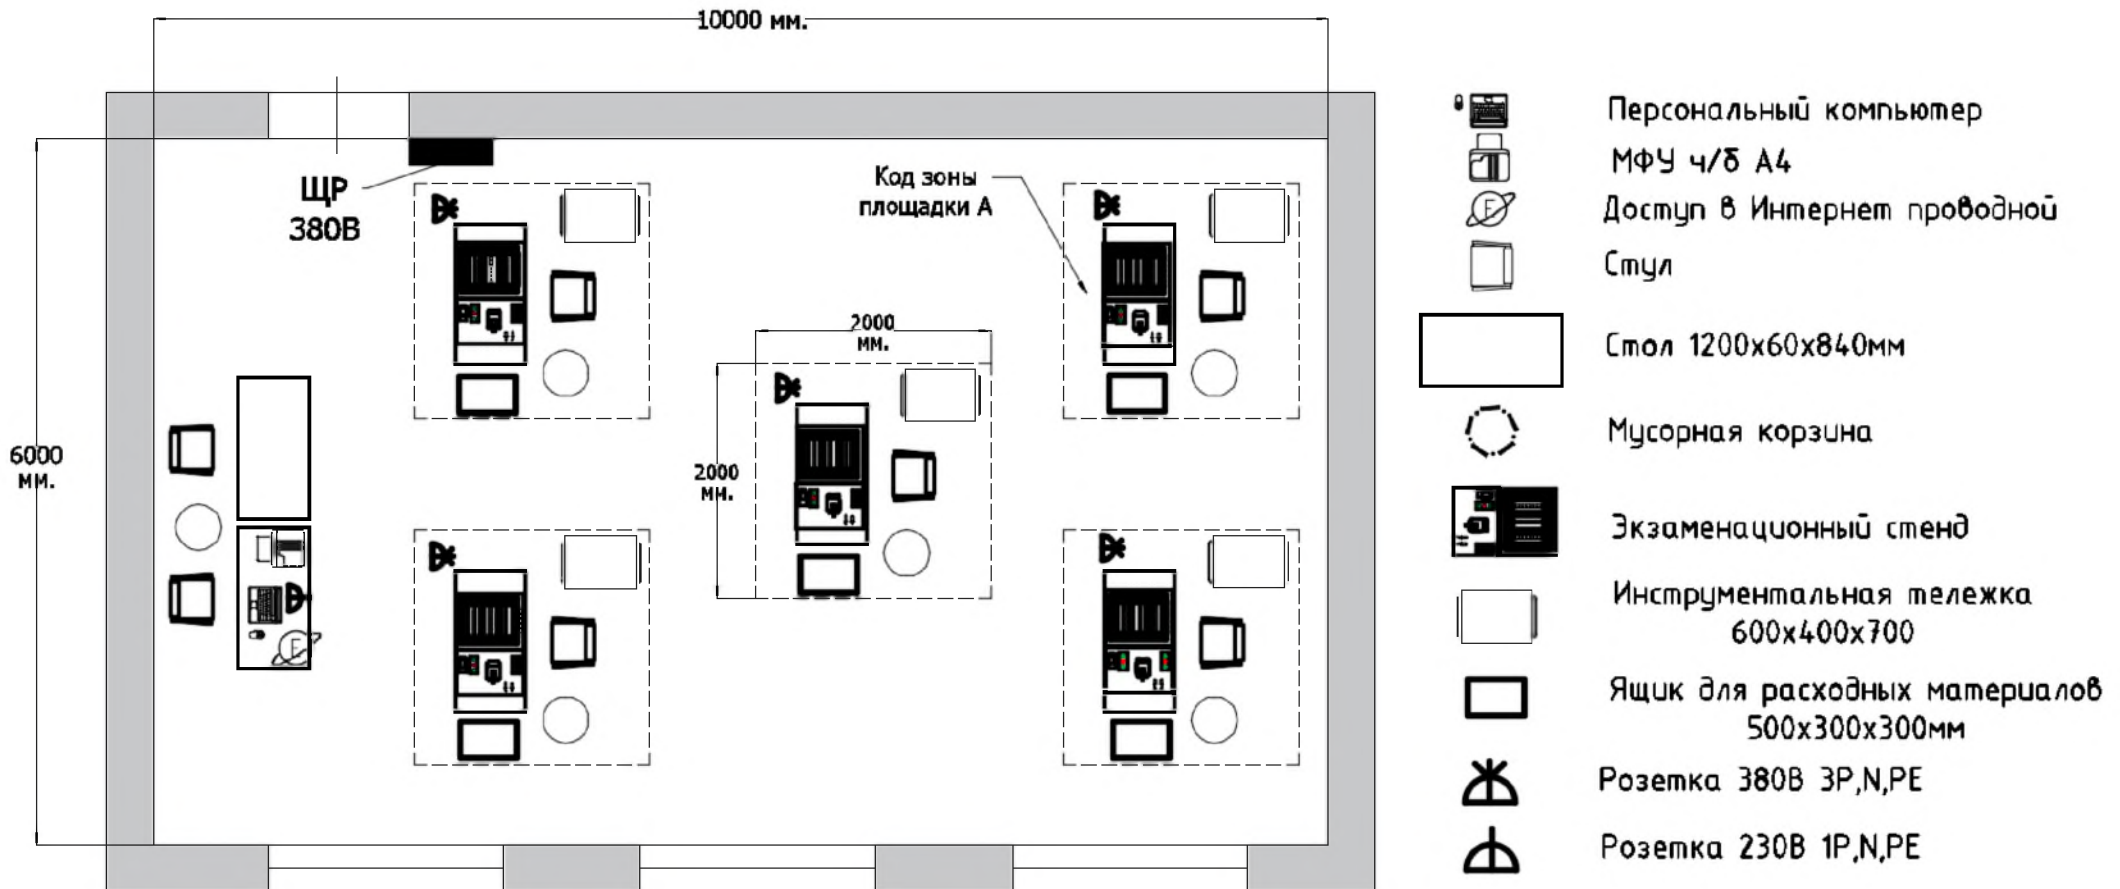 10000 мм.
ЩР
380В
Код зоны
площадки А
2000
мм.
2000
мм.
6000
мм.
Персональный компьютер
МФУ ч/б А4
Доступ в Интернет проводной
Стул
Стол 1200х60х840мм
Мусорная корзина
Экзаменационный стенд
Инструментальная тележка
600х400х700
Ящик для расходных материалов
500х300х300мм
Розетка 380В 3P,N,PE
Розетка 230В 1P,N,PE